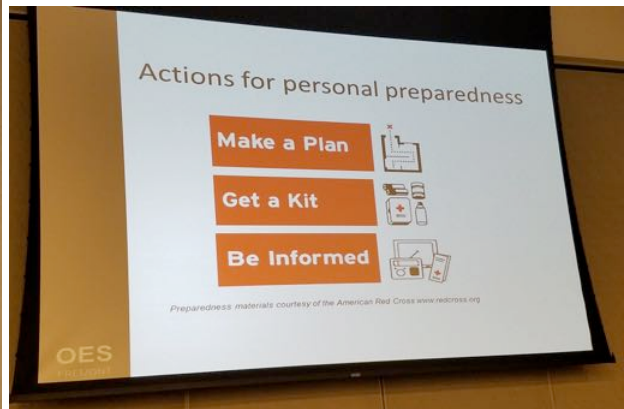 Actions for personal preparedness
Make a Plan
Get a Kit
Be Informed
Preparedness materials courtesy of the American Red Cross www.redcross.org
OES
FREMONT